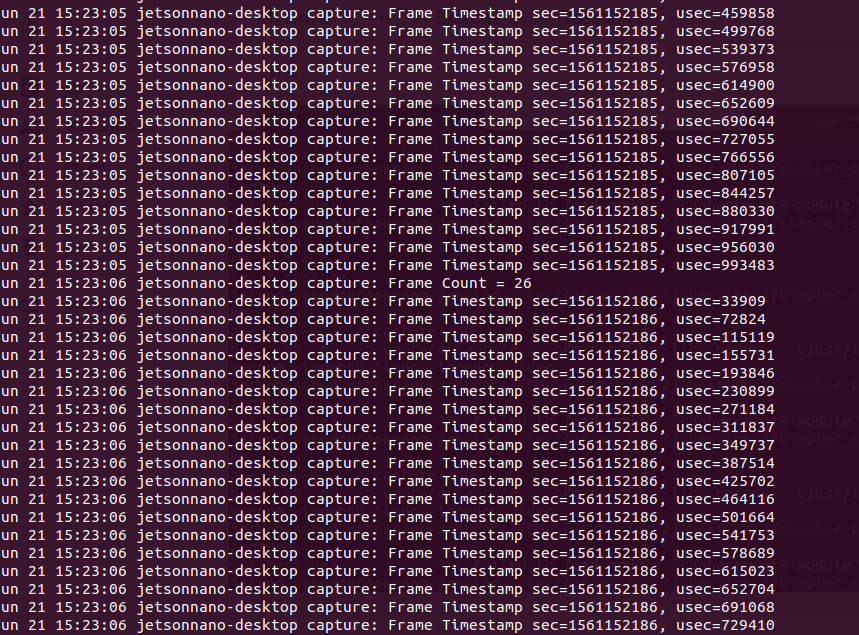 un 21 15:23:05 jetsonnano-desktop capture: Frame Timestamp sec=1561152185, usec=459858
un 21 15:23:05 jetsonnano-desktop capture: Frame Timestamp sec=1561152185, usec=499768
un 21 15:23:05 jetsonnano-desktop capture: Frame Timestamp sec=1561152185, usec=539373
un 21 15:23:05 jetsonnano-desktop capture: Frame Timestamp sec=1561152185, usec=576958
un 21 15:23:05 jetsonnano-desktop capture: Frame Timestamp sec=1561152185, usec=614900
un 21 15:23:05 jetsonnano-desktop capture: Frame Timestamp sec=1561152185, usec=652609
un 21 15:23:05 jetsonnano-desktop capture: Frame Timestamp sec=1561152185, usec=690644
un 21 15:23:05 jetsonnano-desktop capture: Frame Timestamp sec=1561152185, usec=727055
un 21 15:23:05 jetsonnano-desktop capture: Frame Timestamp sec=1561152185, usec=766556
un 21 15:23:05 jetsonnano-desktop capture: Frame Timestamp sec=1561152185, usec=807105
un 21 15:23:05 jetsonnano-desktop capture: Frame Timestamp sec=1561152185, usec=844257
un 21 15:23:05 jetsonnano-desktop capture: Frame Timestamp sec=1561152185, usec=880330
un 21 15:23:05 jetsonnano-desktop capture: Frame Timestamp sec=1561152185, usec=917991
un 21 15:23:05 jetsonnano-desktop capture: Frame Timestamp sec=1561152185, usec=956030
un 21 15:23:05 jetsonnano-desktop capture: Frame Timestamp sec=1561152185, usec=993483
un 21 15:23:06 jetsonnano-desktop capture: Frame Count = 26
un 21 15:23:06 jetsonnano-desktop capture: Frame Timestamp sec=1561152186, usec=33909
un 21 15:23:06 jetsonnano-desktop capture: Frame Timestamp sec=1561152186, usec=72824
un 21 15:23:06 jetsonnano-desktop capture: Frame Timestamp sec=1561152186, usec=115119
un 21 15:23:06 jetsonnano-desktop capture: Frame Timestamp sec=1561152186, usec=155731
un 21 15:23:06 jetsonnano-desktop capture: Frame Timestamp sec=1561152186, usec=193846
un 21 15:23:06 jetsonnano-desktop capture: Frame Timestamp sec=1561152186, usec=230899
un 21 15:23:06 jetsonnano-desktop capture: Frame Timestamp sec=1561152186, usec=271184
un 21 15:23:06 jetsonnano-desktop capture: Frame Timestamp sec=1561152186, usec=311837
un 21 15:23:06 jetsonnano-desktop capture: Frame Timestamp sec=1561152186, usec=349737
un 21 15:23:06 jetsonnano-desktop capture: Frame Timestamp sec=1561152186, usec=387514
un 21 15:23:06 jetsonnano-desktop capture: Frame Timestamp sec=1561152186, usec=425702
un 21 15:23:06 jetsonnano-desktop capture: Frame Timestamp sec=1561152186, usec=464116
un 21 15:23:06 jetsonnano-desktop capture: Frame Timestamp sec=1561152186, usec=501664
un 21 15:23:06 jetsonnano-desktop capture: Frame Timestamp sec=1561152186, usec=541753
un 21 15:23:06 jetsonnano-desktop capture: Frame Timestamp sec=1561152186, usec=578689
un 21 15:23:06 jetsonnano-desktop capture: Frame Timestamp sec=1561152186, usec=615023
un 21 15:23:06 jetsonnano-desktop capture: Frame Timestamp sec=1561152186, usec=652704
un 21 15:23:06 jetsonnano-desktop capture: Frame Timestamp sec=1561152186, usec=691068
un 21 15:23:06 jetsonnano-desktop capture: Frame Timestamp sec=1561152186, usec=729410